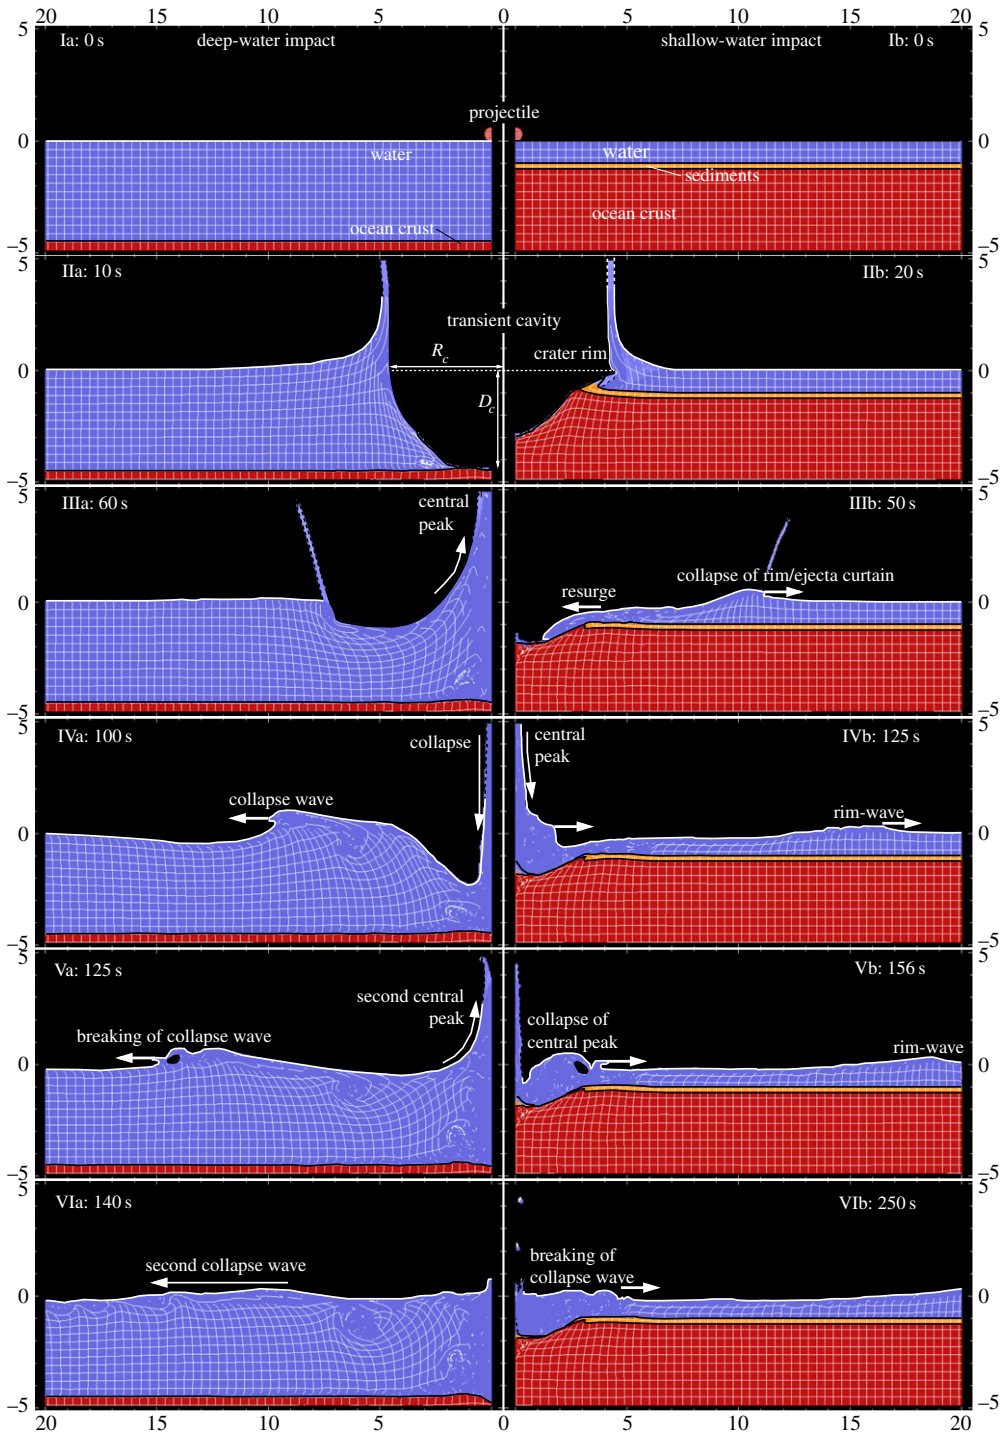 20 15 10 5 0 5 10 15 20
5 Ia: 0 s deep-water impact shallow-water impact Ib: 0 s 5
projectile
0 water water 0
sediments
ocean crust
ocean crust
−5 −5
5 IIa: 10 s IIb: 20 s 5
transient cavity
R_c crater rim
0 0
D_c
−5 −5
5 IIIa: 60 s central IIIb: 50 s 5
peak
collapse of rim/ejecta curtain
resurge
0 0
−5 −5
5 IVa: 100 s collapse central IVb: 125 s 5
peak
collapse wave rim-wave
0 0
−5 −5
5 Va: 125 s Vb: 156 s 5
second central
peak
collapse of
central peak
breaking of collapse wave rim-wave
0 0
−5 −5
5 VIa: 140 s VIb: 250 s 5
second collapse wave
breaking of
collapse wave
0 0
−5 −5
20 15 10 5 0 5 10 15 20